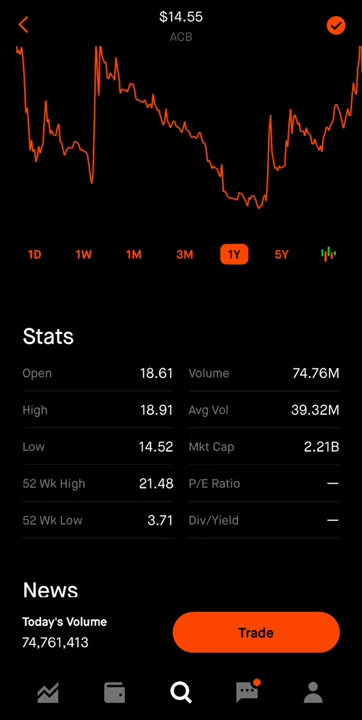 $14.55
ACB
1D 1W 1M 3M 1Y 5Y
Stats
Open 18.61 Volume 74.76M
High 18.91 Avg Vol 39.32M
Low 14.52 Mkt Cap 2.21B
52 Wk High 21.48 P/E Ratio —
52 Wk Low 3.71 Div/Yield —
News
Today's Volume
74,761,413
Trade